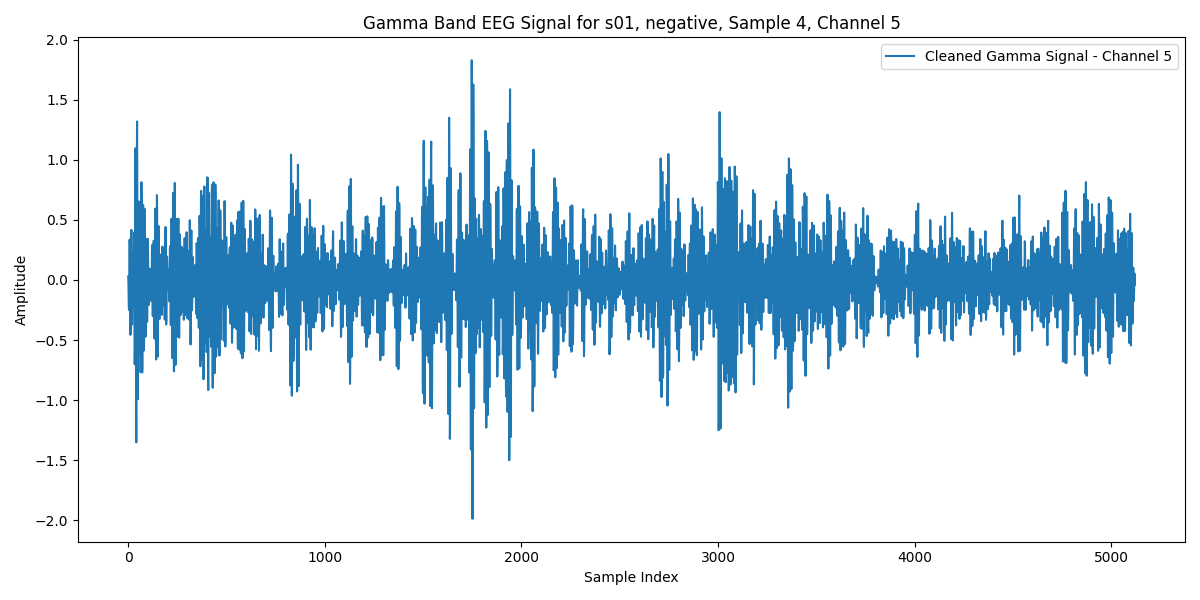 Gamma Band EEG Signal for s01, negative, Sample 4, Channel 5
Cleaned Gamma Signal - Channel 5
2.0
1.5
1.0
0.5
0.0
−0.5
−1.0
−1.5
−2.0
Amplitude
0 1000 2000 3000 4000 5000
Sample Index